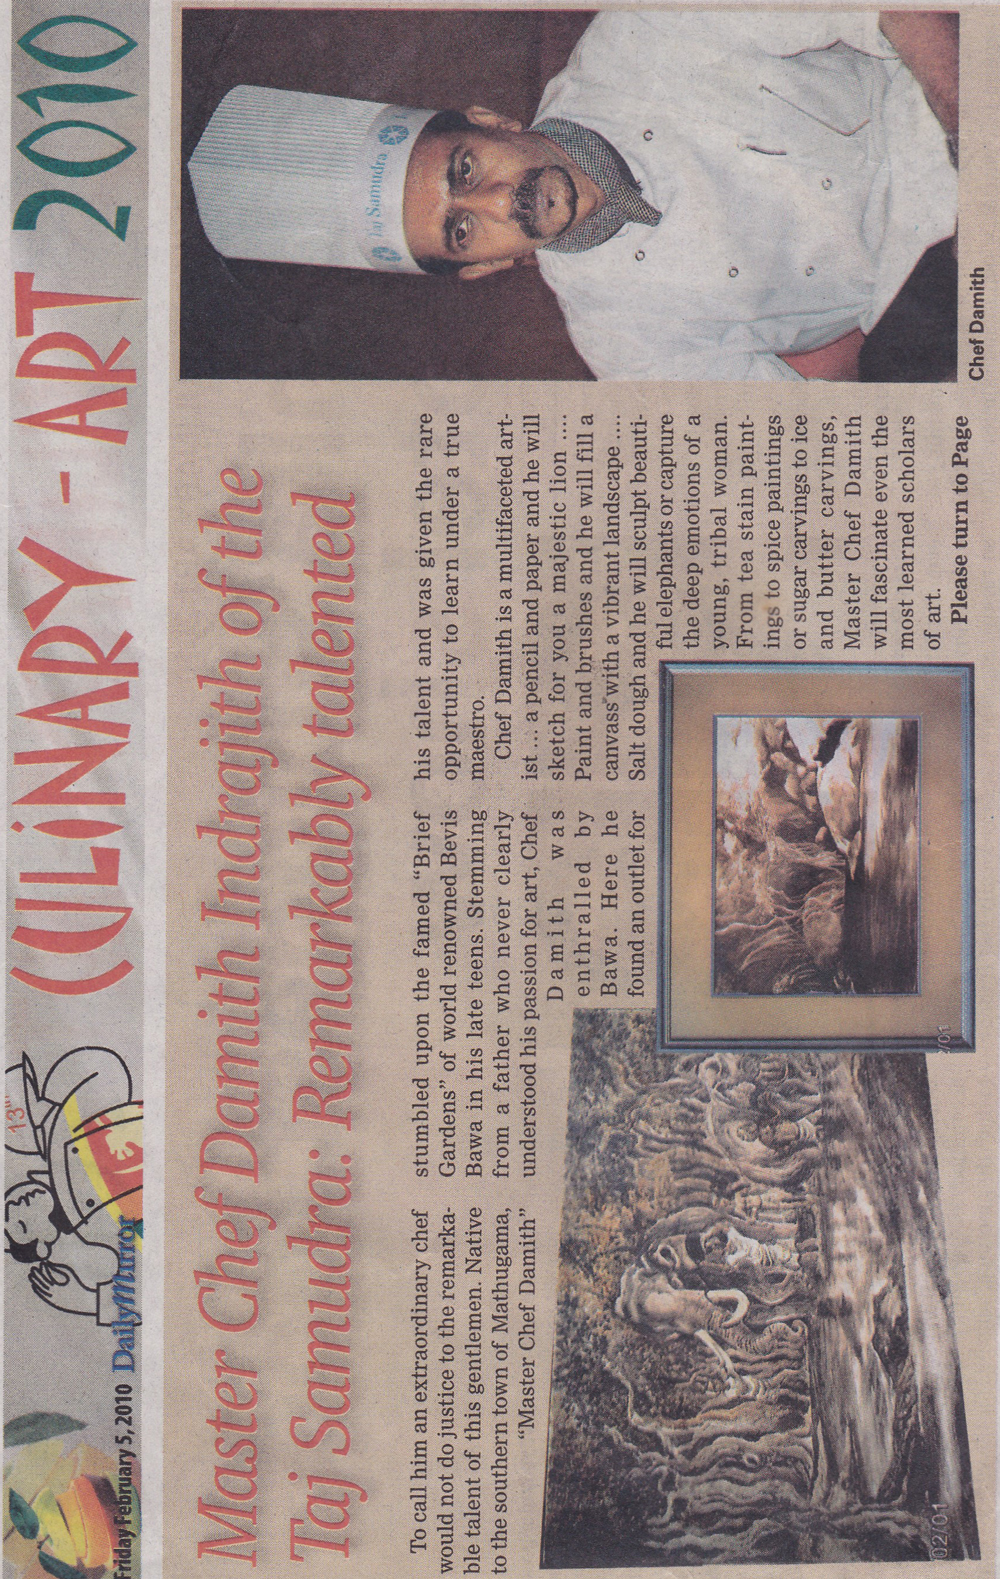 13th
CULiNARY - ART 2010
Friday February 5, 2010 DailyMirror
Master Chef Damith Indrajith of the
Taj Samudra: Remarkably talented
To call him an extraordinary chef
would not do justice to the remarka-
ble talent of this gentlemen. Native
to the southern town of Mathugama,
“Master Chef Damith”
stumbled upon the famed “Brief
Gardens” of world renowned Bevis
Bawa in his late teens. Stemming
from a father who never clearly
understood his passion for art, Chef
Damith was
enthralled by
Bawa. Here he
found an outlet for
his talent and was given the rare
opportunity to learn under a true
maestro.
Chef Damith is a multifaceted art-
ist ... a pencil and paper and he will
sketch for you a majestic lion ....
Paint and brushes and he will fill a
canvass with a vibrant landscape ....
Salt dough and he will sculpt beauti-
ful elephants or capture
the deep emotions of a
young, tribal woman.
From tea stain paint-
ings to spice paintings
or sugar carvings to ice
and butter carvings,
Master Chef Damith
will fascinate even the
most learned scholars
of art.
Please turn to Page
Taj Samudra
Chef Damith
02/01
2/01